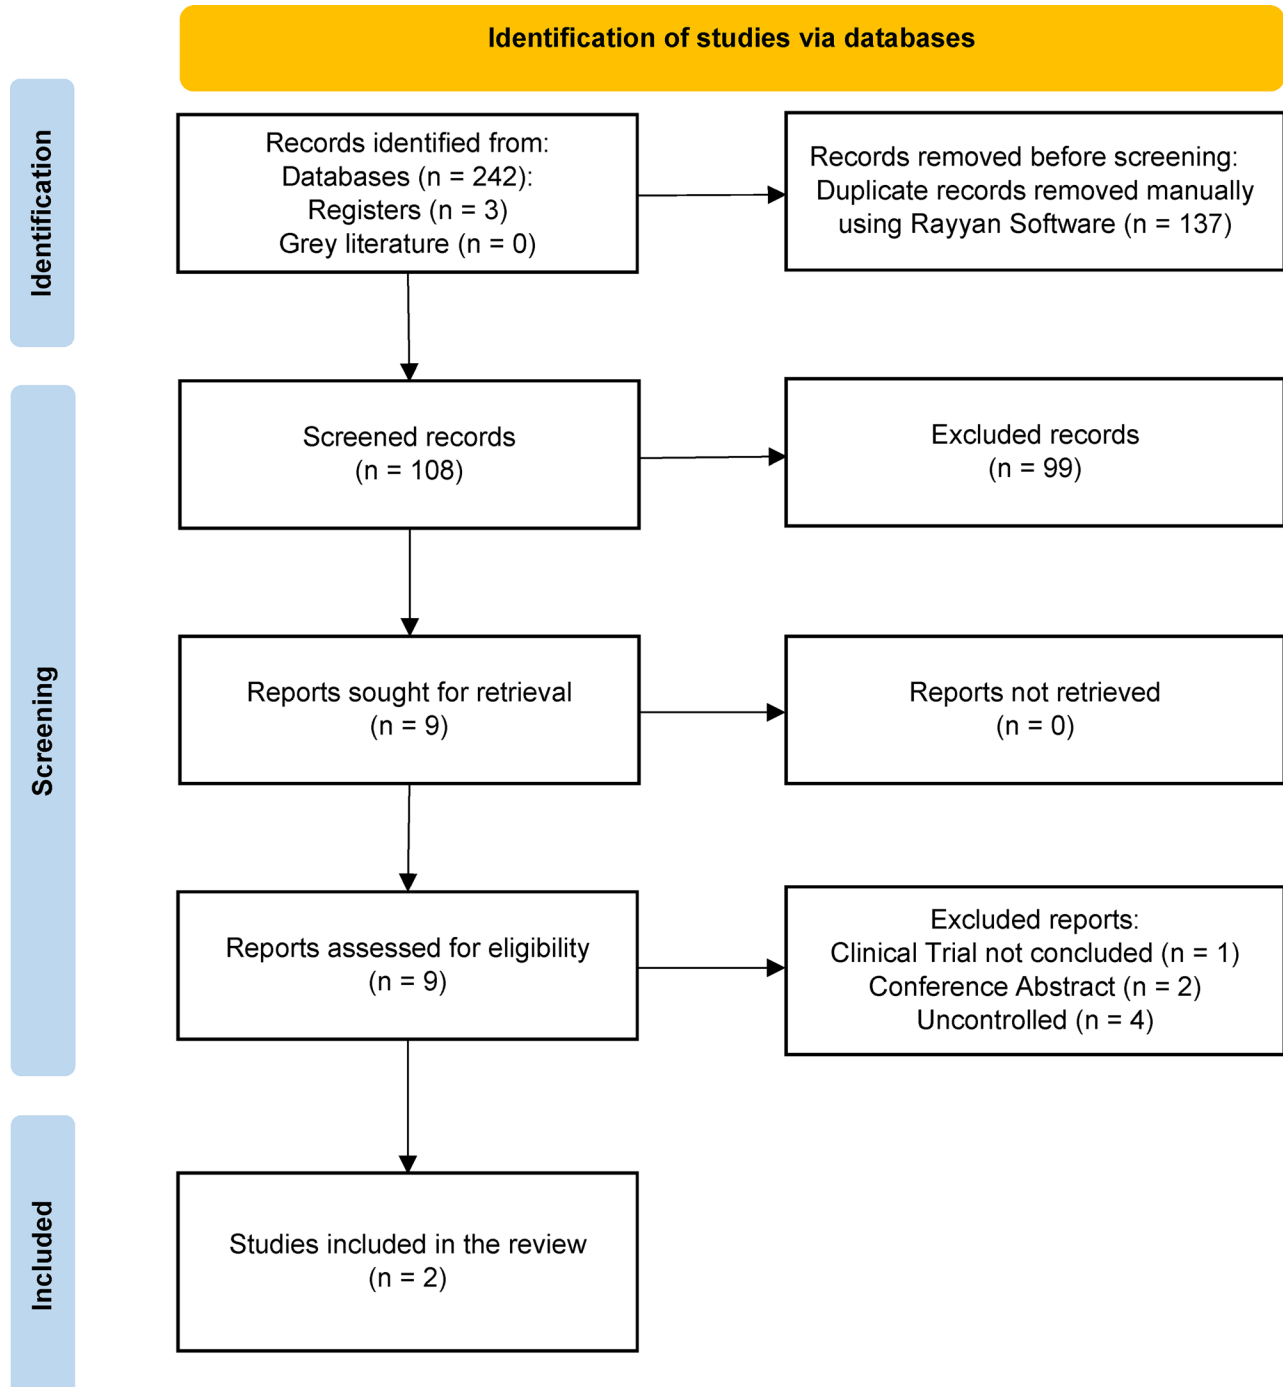 Identification of studies via databases
Identification
Records identified from:
Databases (n = 242):
Registers (n = 3)
Grey literature (n = 0)
Records removed before screening:
Duplicate records removed manually
using Rayyan Software (n = 137)
Screening
Screened records
(n = 108)
Excluded records
(n = 99)
Reports sought for retrieval
(n = 9)
Reports not retrieved
(n = 0)
Reports assessed for eligibility
(n = 9)
Excluded reports:
Clinical Trial not concluded (n = 1)
Conference Abstract (n = 2)
Uncontrolled (n = 4)
Included
Studies included in the review
(n = 2)